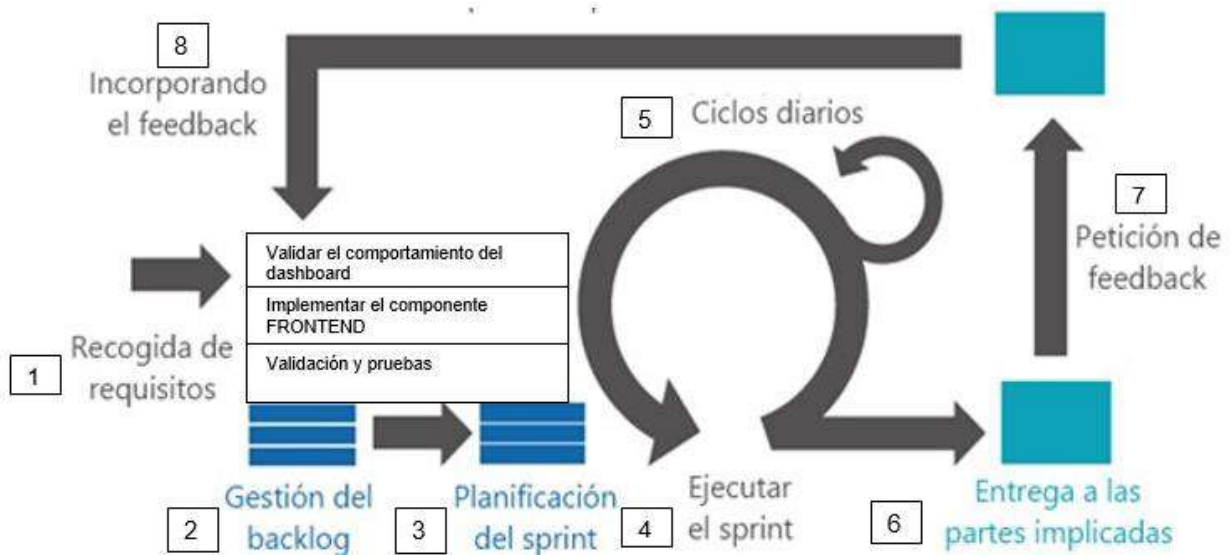 8
Incorporando
el feedback
5
Ciclos diarios
7
Petición de
feedback
Validar el comportamiento del
dashboard
Implementar el componente
FRONTEND
Validación y pruebas
1
Recogida de
requisitos
2
Gestión del
backlog
3
Planificación
del sprint
4
Ejecutar
el sprint
6
Entrega a las
partes implicadas